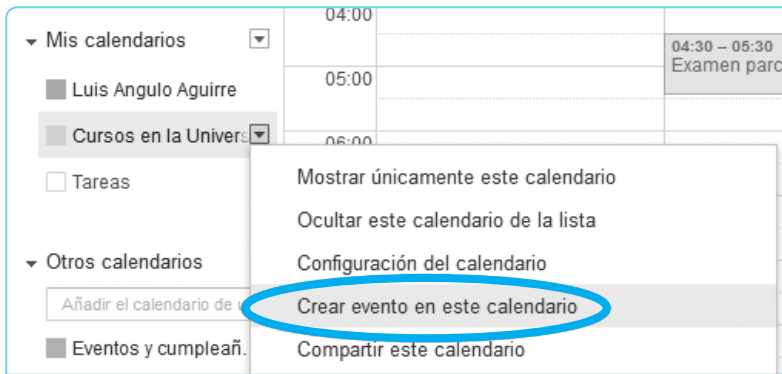 04:00
Mis calendarios
04:30 – 05:30
Examen parc
05:00
Luis Angulo Aguirre
Cursos en la Univers
06:00
Tareas
Mostrar únicamente este calendario
Ocultar este calendario de la lista
Otros calendarios
Configuración del calendario
Añadir el calendario de
Crear evento en este calendario
Eventos y cumpleañ.
Compartir este calendario